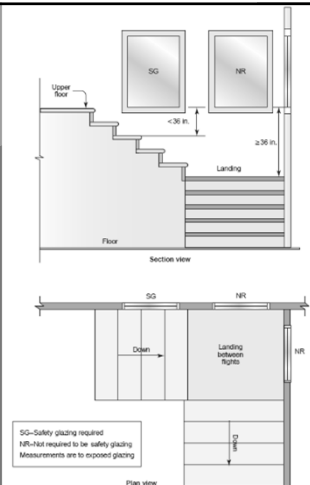 SG
NR
Upper
floor
<36 in.
≥36 in.
Landing
Floor
Section view
SG
NR
Down
Landing
between
flights
NR
Down
SG=Safety glazing required
NR=Not required to be safety glazing
Measurements are to exposed glazing
Plan view